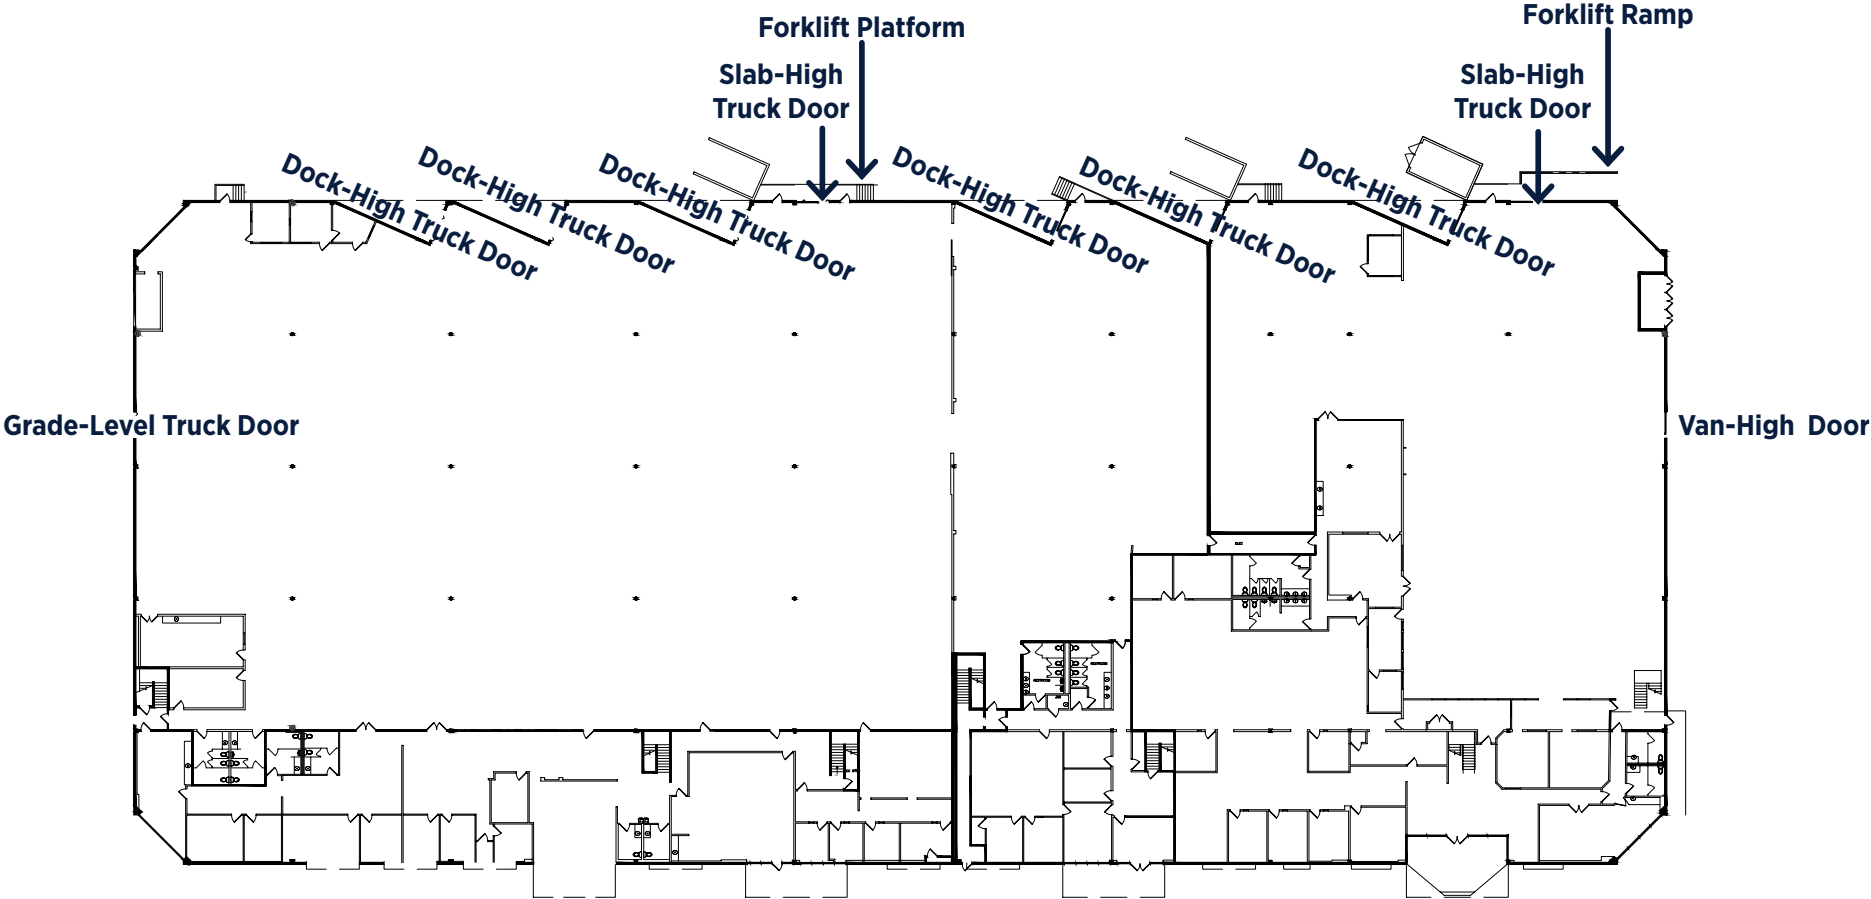 Forklift Ramp
Forklift Platform
Slab-High
Truck Door
Slab-High
Truck Door
Dock-High Truck Door
Dock-High Truck Door
Dock-High Truck Door
Dock-High Truck Door
Dock-High Truck Door
Dock-High Truck Door
Grade-Level Truck Door
Van-High Door
RESTROOM
RESTROOM